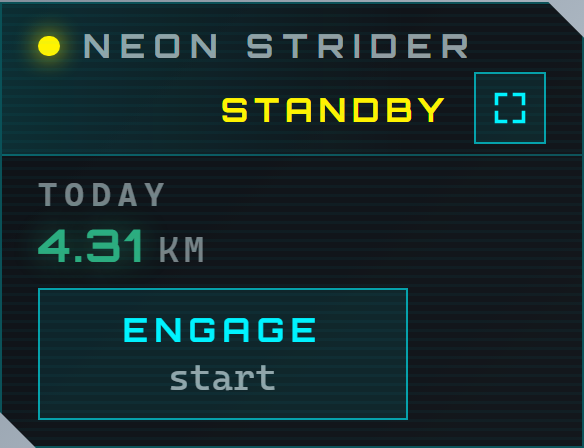 NEON STRIDER
STANDBY
TODAY
4.31 KM
ENGAGE
start